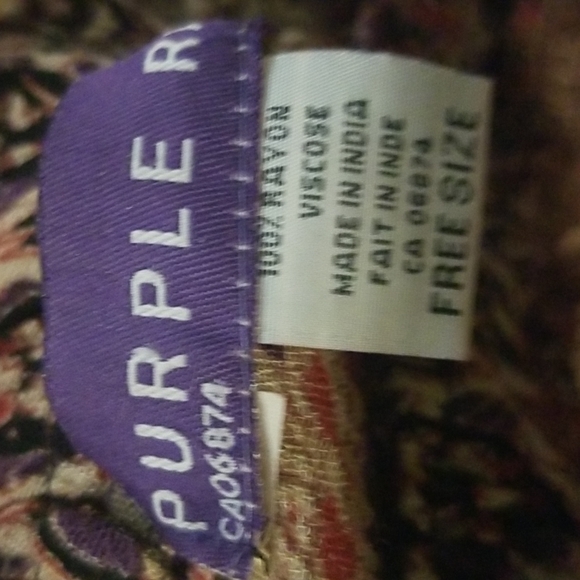 PURPLE
CA06874
100% RAYON
VISCOSE
MADE IN INDIA
FAIT IN INDE
CA 06874
FREE SIZE